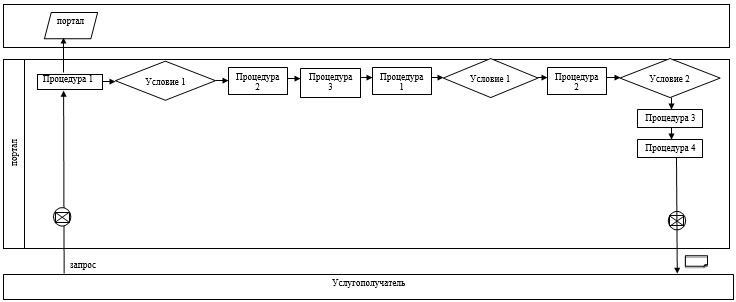 портал
Процедура 1
Условие 1
Процедура
2
Процедура
3
Процедура
1
Условие 1
Процедура
2
Условие 2
Процедура 3
Процедура 4
портал
запрос
Услугополучатель